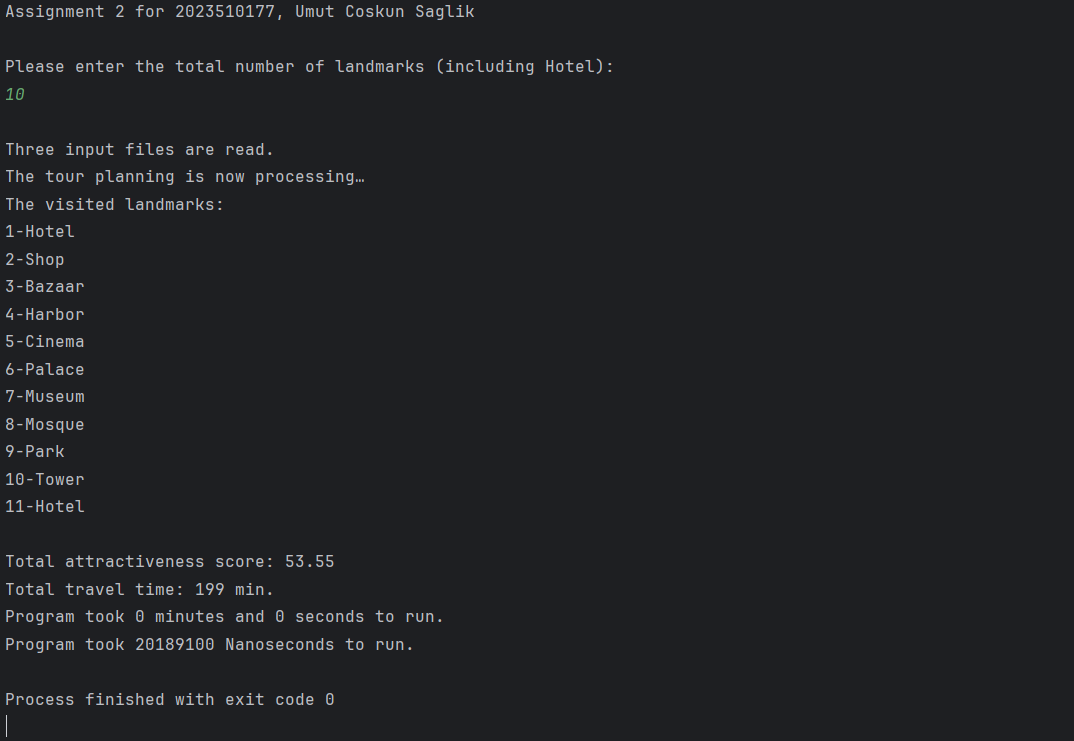 Assignment 2 for 2023510177, Umut Coskun Saglik
Please enter the total number of landmarks (including Hotel):
10
Three input files are read.
The tour planning is now processing…
The visited landmarks:
1-Hotel
2-Shop
3-Bazaar
4-Harbor
5-Cinema
6-Palace
7-Museum
8-Mosque
9-Park
10-Tower
11-Hotel
Total attractiveness score: 53.55
Total travel time: 199 min.
Program took 0 minutes and 0 seconds to run.
Program took 20189100 Nanoseconds to run.
Process finished with exit code 0